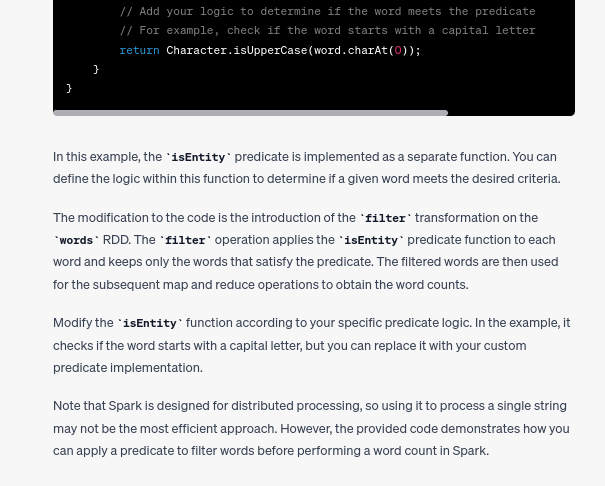 // Add your logic to determine if the word meets the predicate
// For example, check if the word starts with a capital letter
return Character.isUpperCase(word.charAt(0));
}
}
In this example, the `isEntity` predicate is implemented as a separate function. You can
define the logic within this function to determine if a given word meets the desired criteria.
The modification to the code is the introduction of the `filter` transformation on the
`words` RDD. The `filter` operation applies the `isEntity` predicate function to each
word and keeps only the words that satisfy the predicate. The filtered words are then used
for the subsequent map and reduce operations to obtain the word counts.
Modify the `isEntity` function according to your specific predicate logic. In the example, it
checks if the word starts with a capital letter, but you can replace it with your custom
predicate implementation.
Note that Spark is designed for distributed processing, so using it to process a single string
may not be the most efficient approach. However, the provided code demonstrates how you
can apply a predicate to filter words before performing a word count in Spark.